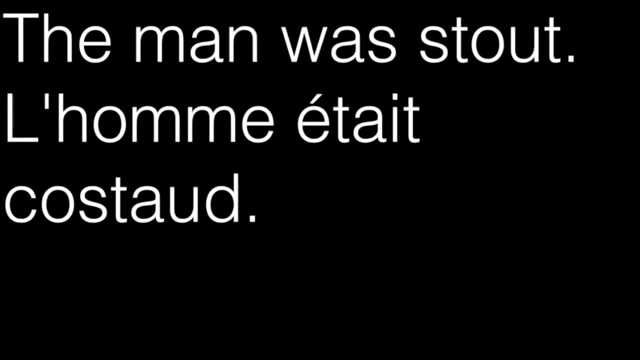 The man was stout.
L'homme était
costaud.